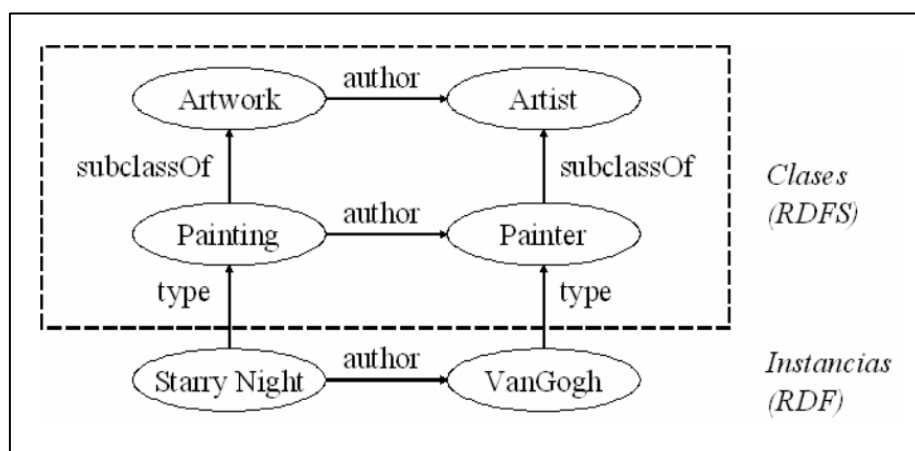 author
Artwork Artist
subclassOf subclassOf
Clases
(RDFS)
author
Painting Painter
type type
author
Starry Night VanGogh
Instancias
(RDF)